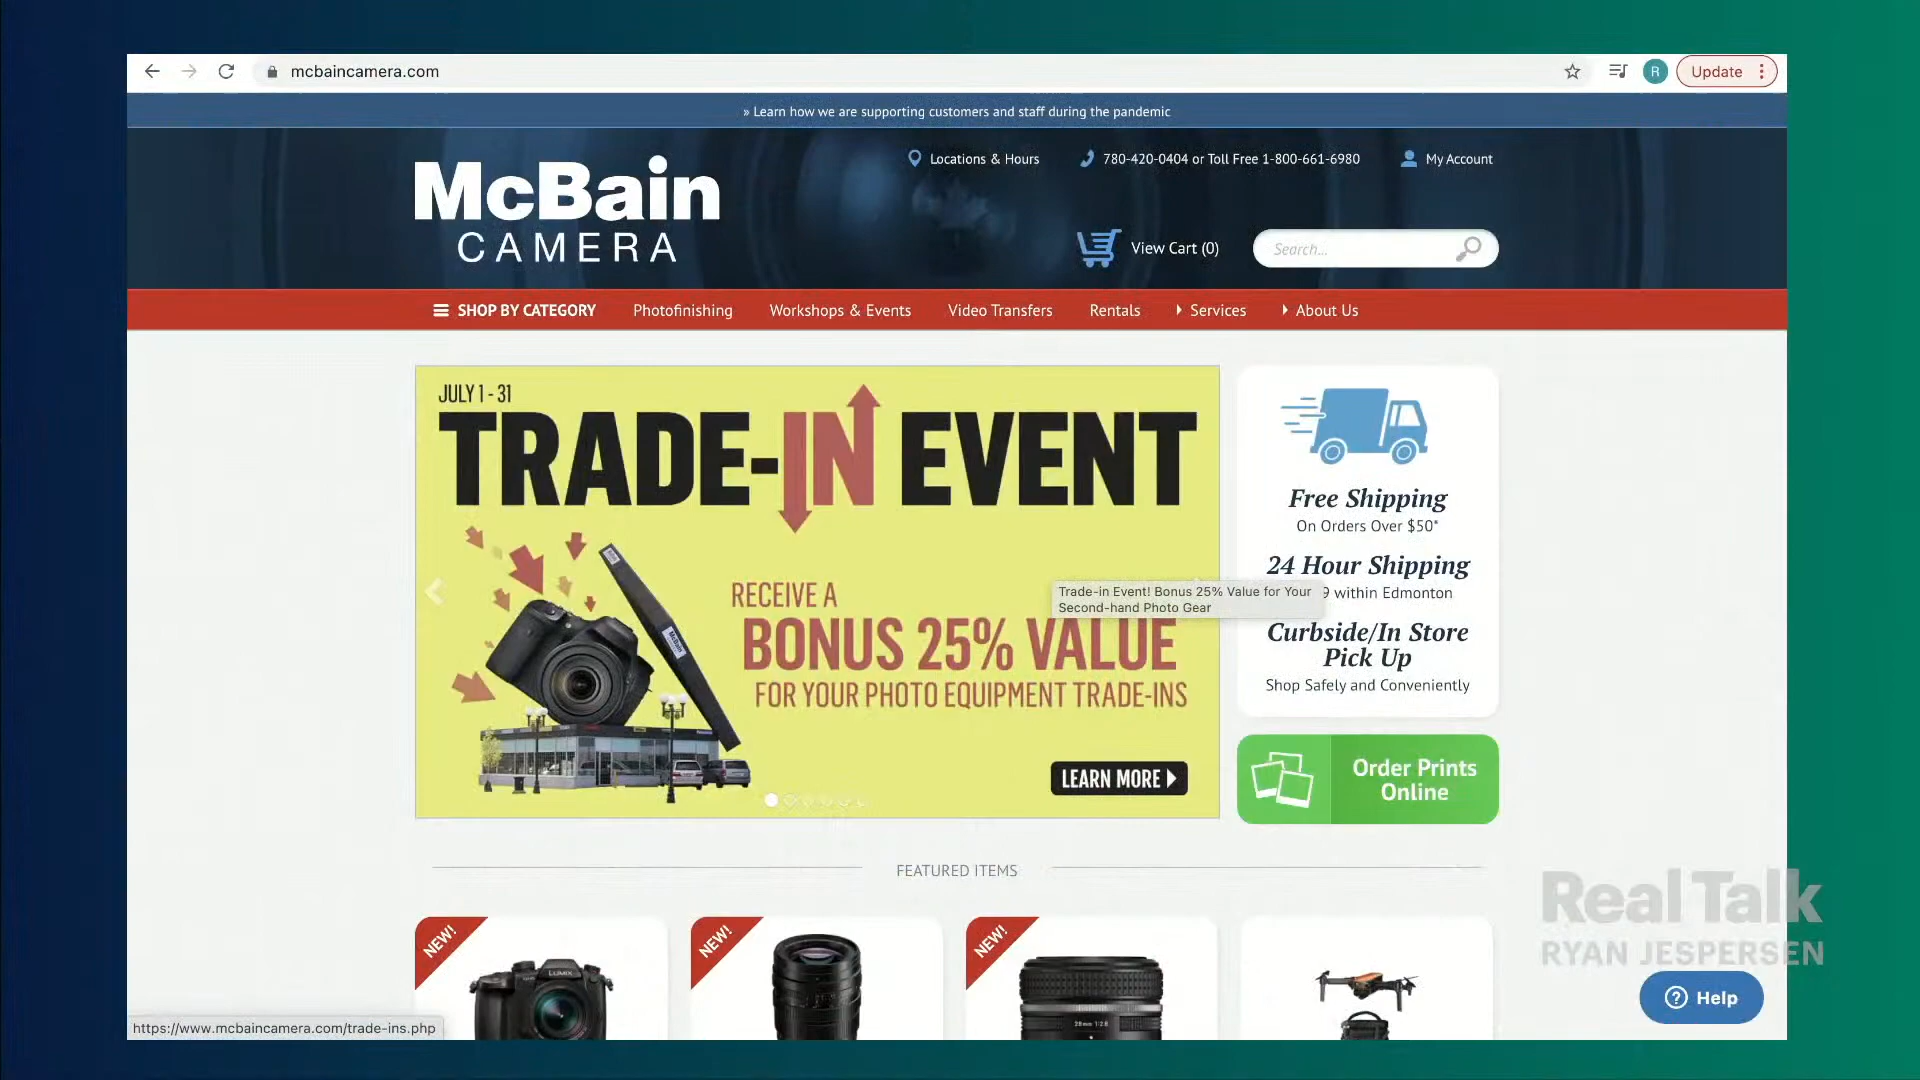 mcbaincamera.com
R
Update
» Learn how we are supporting customers and staff during the pandemic
McBain
CAMERA
Locations & Hours
780-420-0404 or Toll Free 1-800-661-6980
My Account
View Cart (0)
Search...
SHOP BY CATEGORY
Photofinishing
Workshops & Events
Video Transfers
Rentals
Services
About Us
JULY 1 - 31
TRADE-IN EVENT
RECEIVE A
BONUS 25% VALUE
FOR YOUR PHOTO EQUIPMENT TRADE-INS
LEARN MORE
Trade-in Event! Bonus 25% Value for Your
Second-hand Photo Gear
Free Shipping
On Orders Over $50*
24 Hour Shipping
9 within Edmonton
Curbside/In Store
Pick Up
Shop Safely and Conveniently
Order Prints
Online
FEATURED ITEMS
NEW!
NEW!
NEW!
LUMIX
28mm 1:2.8
Real Talk
RYAN JESPERSEN
Help
https://www.mcbaincamera.com/trade-ins.php